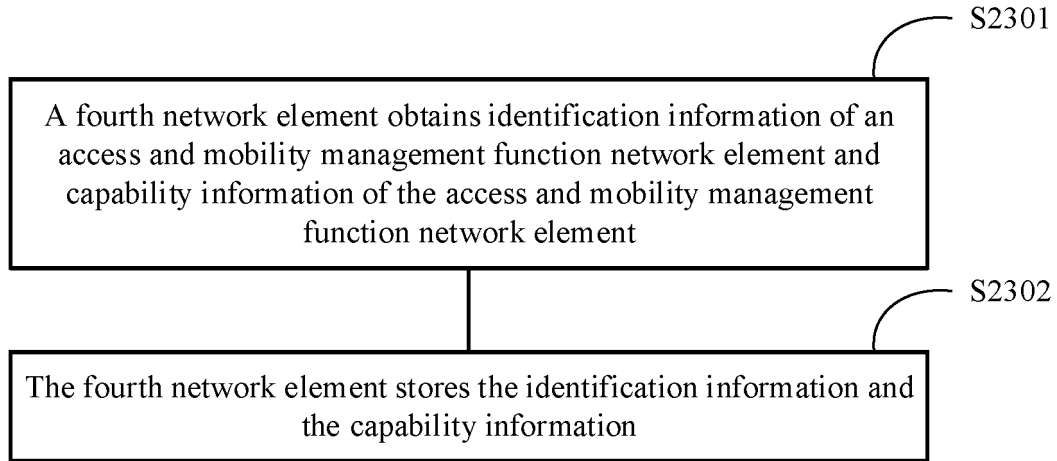 S2301
A fourth network element obtains identification information of an
access and mobility management function network element and
capability information of the access and mobility management
function network element
S2302
The fourth network element stores the identification information and
the capability information